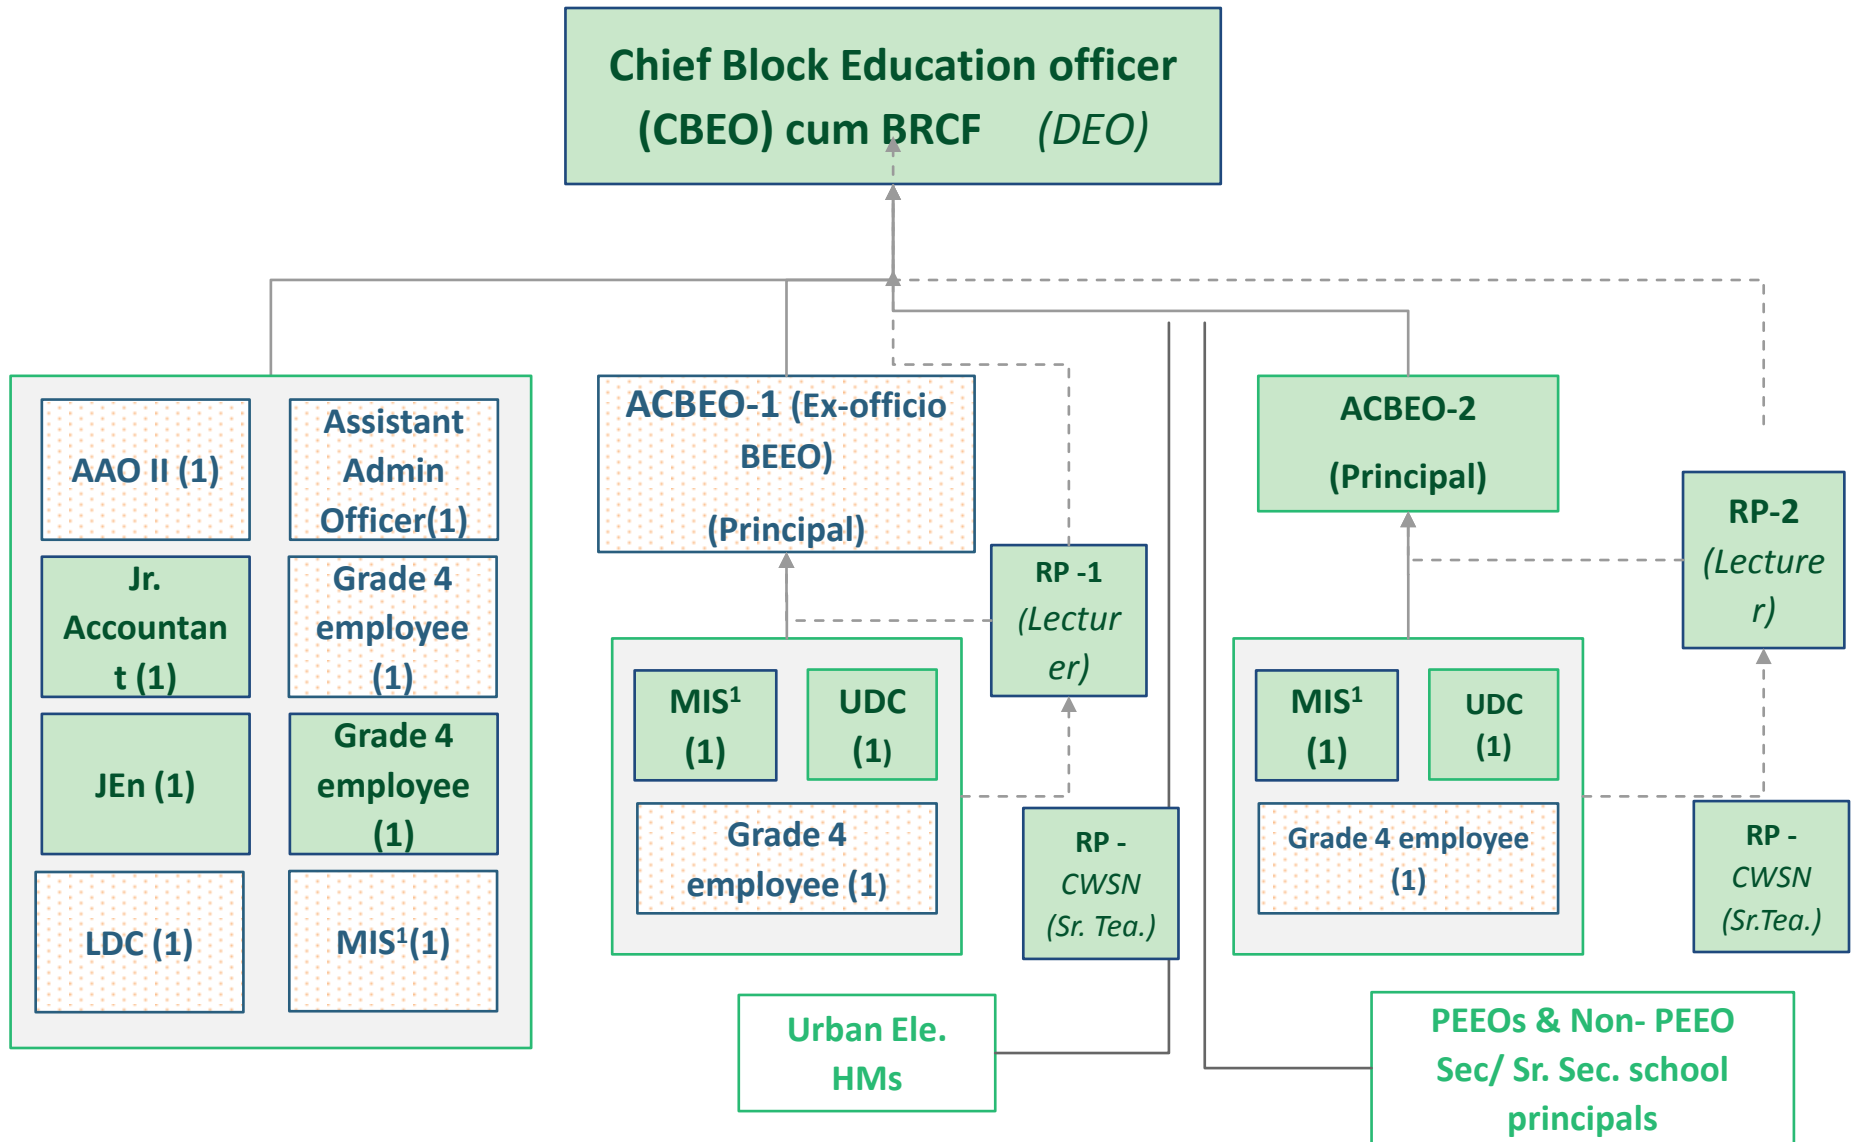 Chief Block Education officer
(CBEO) cum BRCF (DEO)
AAO II (1)
Assistant
Admin
Officer(1)
Jr.
Accountan
t (1)
Grade 4
employee
(1)
JEn (1)
Grade 4
employee
(1)
LDC (1)
MIS¹(1)
ACBEO-1 (Ex-officio
BEEO)
(Principal)
RP -1
(Lectur
er)
MIS¹
(1)
UDC
(1)
Grade 4
employee (1)
RP -
CWSN
(Sr. Tea.)
ACBEO-2
(Principal)
RP-2
(Lecture
r)
MIS¹
(1)
UDC
(1)
Grade 4 employee
(1)
RP -
CWSN
(Sr.Tea.)
Urban Ele.
HMs
PEEOs & Non- PEEO
Sec/ Sr. Sec. school
principals